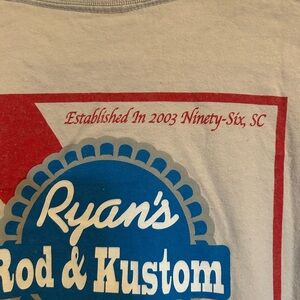 Established In 2003 Ninety-Six, SC
Ryan's
Rod & Kustom